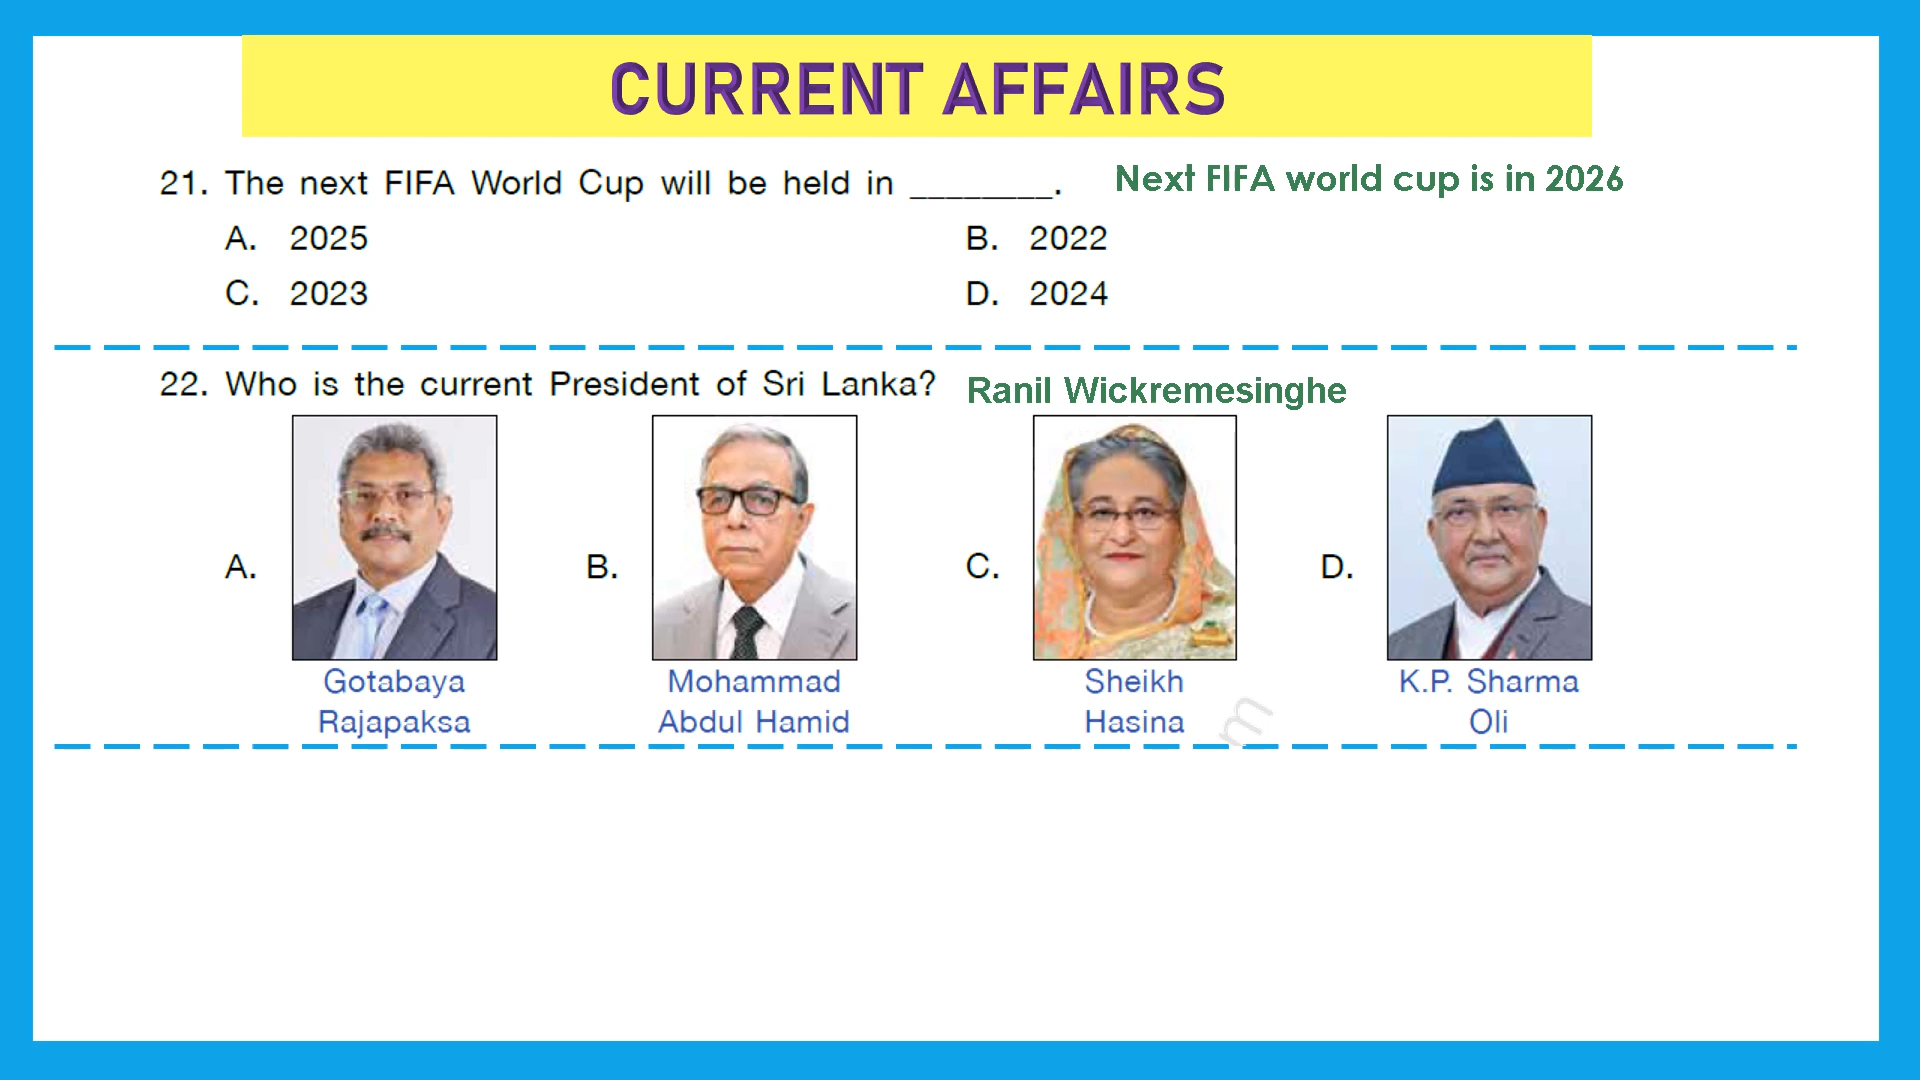 CURRENT AFFAIRS
21. The next FIFA World Cup will be held in ________. Next FIFA world cup is in 2026
A. 2025 B. 2022
C. 2023 D. 2024
22. Who is the current President of Sri Lanka? Ranil Wickremesinghe
A. B. C. D.
Gotabaya Mohammad Sheikh K.P. Sharma
Rajapaksa Abdul Hamid Hasina Oli
m